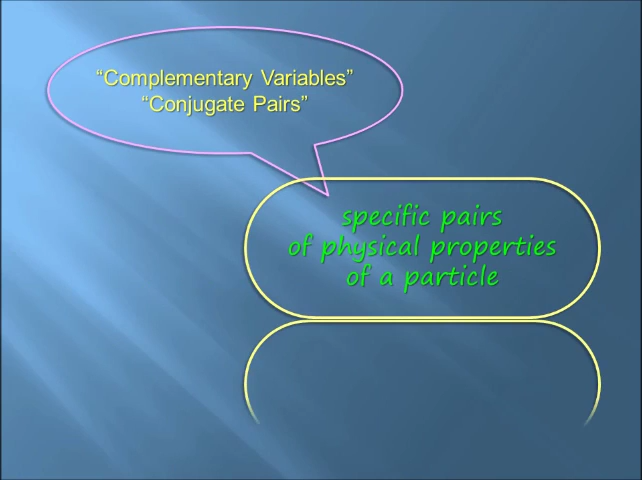 “Complementary Variables”
“Conjugate Pairs”
specific pairs
of physical properties
of a particle